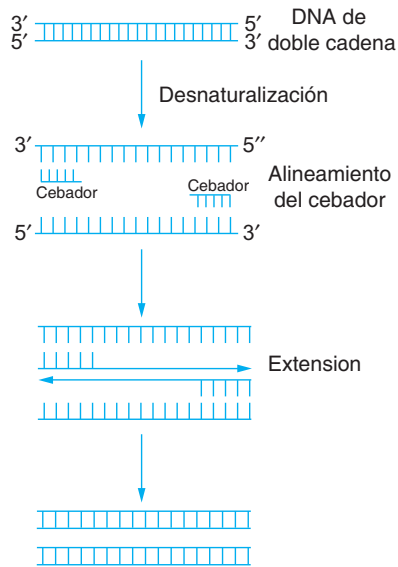 3′ 5′ DNA de
5′ 3′ doble cadena
Desnaturalización
3′ 5′′
Cebador Cebador
Alineamiento
del cebador
5′ 3′
Extension